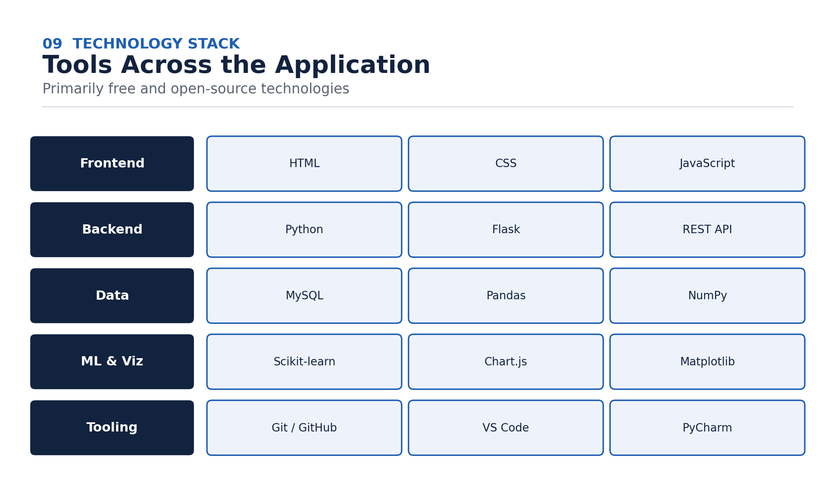 09 TECHNOLOGY STACK
Tools Across the Application
Primarily free and open-source technologies
Frontend HTML CSS JavaScript
Backend Python Flask REST API
Data MySQL Pandas NumPy
ML & Viz Scikit-learn Chart.js Matplotlib
Tooling Git / GitHub VS Code PyCharm